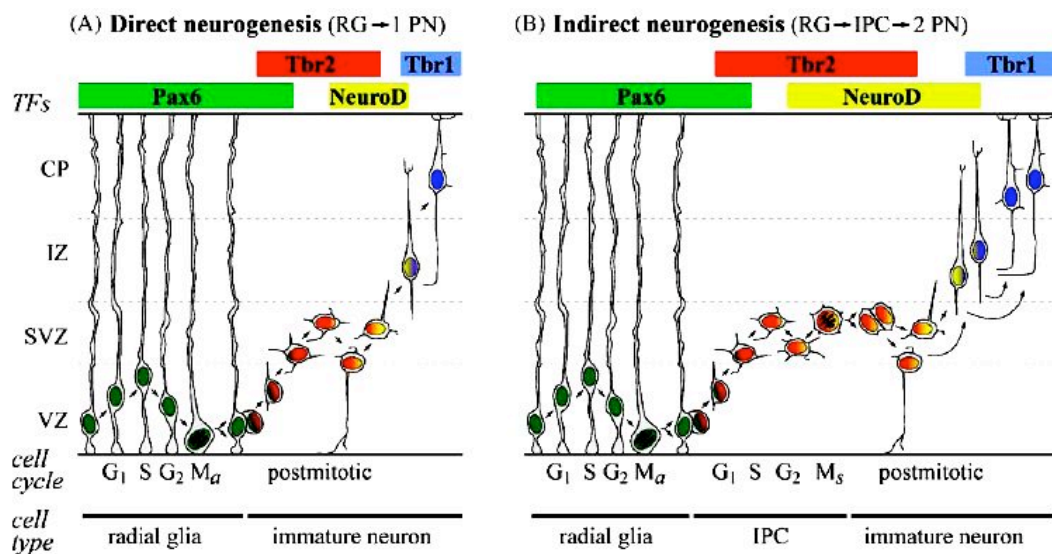 (A) Direct neurogenesis (RG→1 PN)
Tbr2 Tbr1
TFs Pax6 NeuroD
CP
IZ
SVZ
VZ
cell cycle G1 S G2 Ma postmitotic
cell type radial glia immature neuron
(B) Indirect neurogenesis (RG→IPC→2 PN)
Tbr2 Tbr1
Pax6 NeuroD
G1 S G2 Ma G1 S G2 Ms postmitotic
radial glia IPC immature neuron